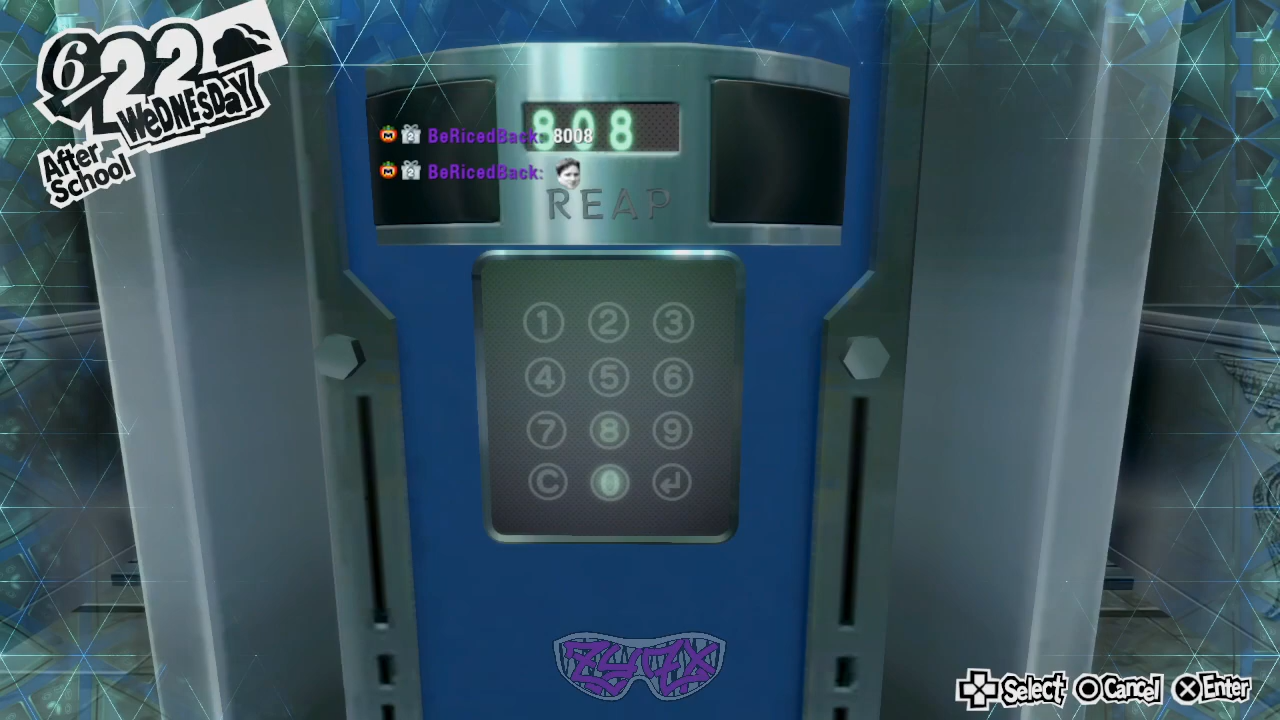 6/22
WeDNESDaY
After School
808
BeRicedBack: 8008
BeRicedBack:
REAP
1 2 3
4 5 6
7 8 9
C 0 ↵
zyqzx
Select Cancel Enter